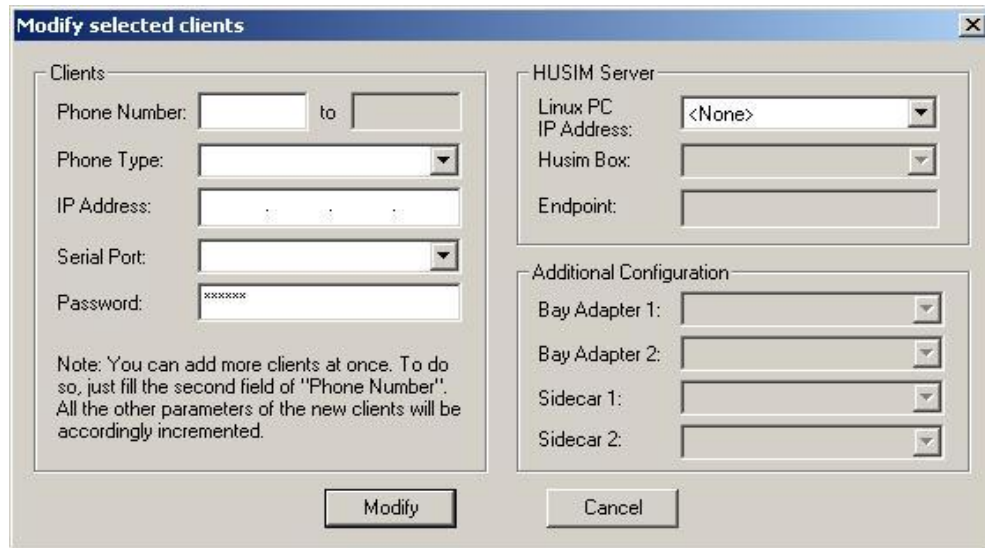 Modify selected clients
Clients
Phone Number: to
Phone Type:
IP Address: . . .
Serial Port:
Password: ××××××
Note: You can add more clients at once. To do
so, just fill the second field of "Phone Number".
All the other parameters of the new clients will be
accordingly incremented.
HUSIM Server
Linux PC
IP Address: <None>
Husim Box:
Endpoint:
Additional Configuration
Bay Adapter 1:
Bay Adapter 2:
Sidecar 1:
Sidecar 2:
Modify Cancel